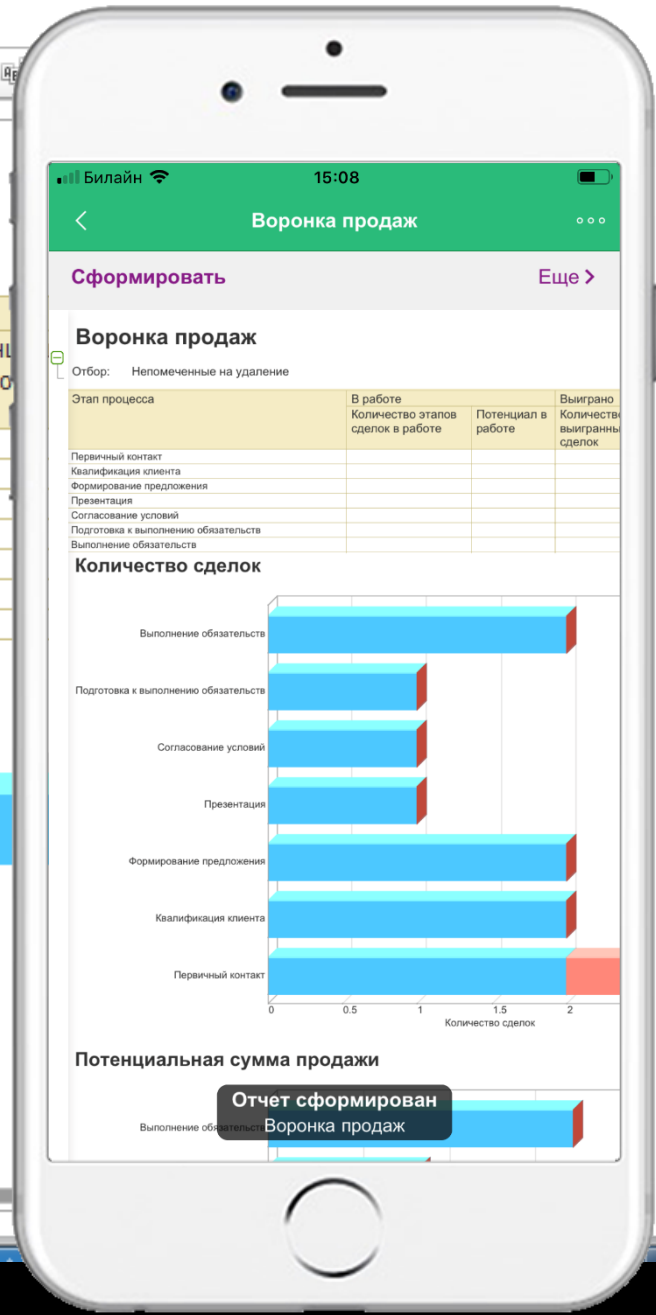 Билайн 15:08
Воронка продаж
Сформировать Еще
Воронка продаж
Отбор: Непомеченные на удаление
Этап процесса В работе Выиграно
Количество этапов Потенциал в
сделок в работе работе
сделок
Первичный контакт
Квалификация клиента
Формирование предложения
Презентация
Согласование условий
Подготовка к выполнению обязательств
Выполнение обязательств
Количество сделок
Выполнение обязательств
Подготовка к выполнению обязательств
Согласование условий
Презентация
Формирование предложения
Квалификация клиента
Первичный контакт
0 0.5 1 1.5 2
Количество сделок
Потенциальная сумма продажи
Отчет сформирован
Воронка продаж
Выполнение